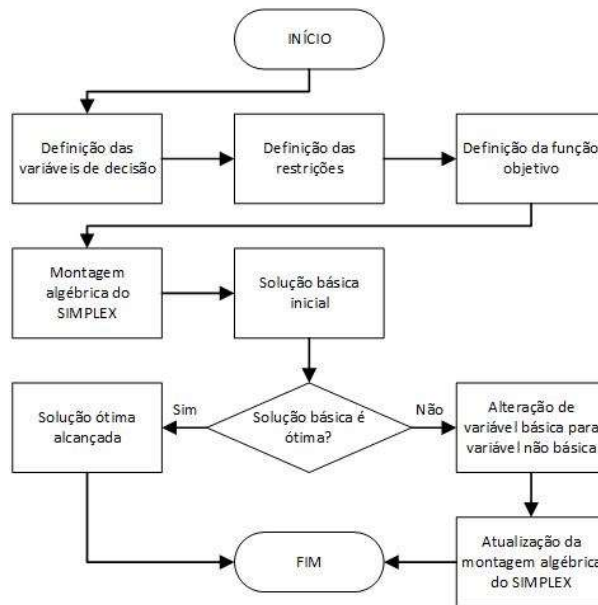 INÍCIO
Definição das
variáveis de decisão
Definição das
restrições
Definição da função
objetivo
Montagem
algébrica do
SIMPLEX
Solução básica
inicial
Solução ótima
alcançada
Sim
Solução básica é
ótima?
Não
Alteração de
variável básica para
variável não básica
FIM
Atualização da
montagem algébrica
do SIMPLEX